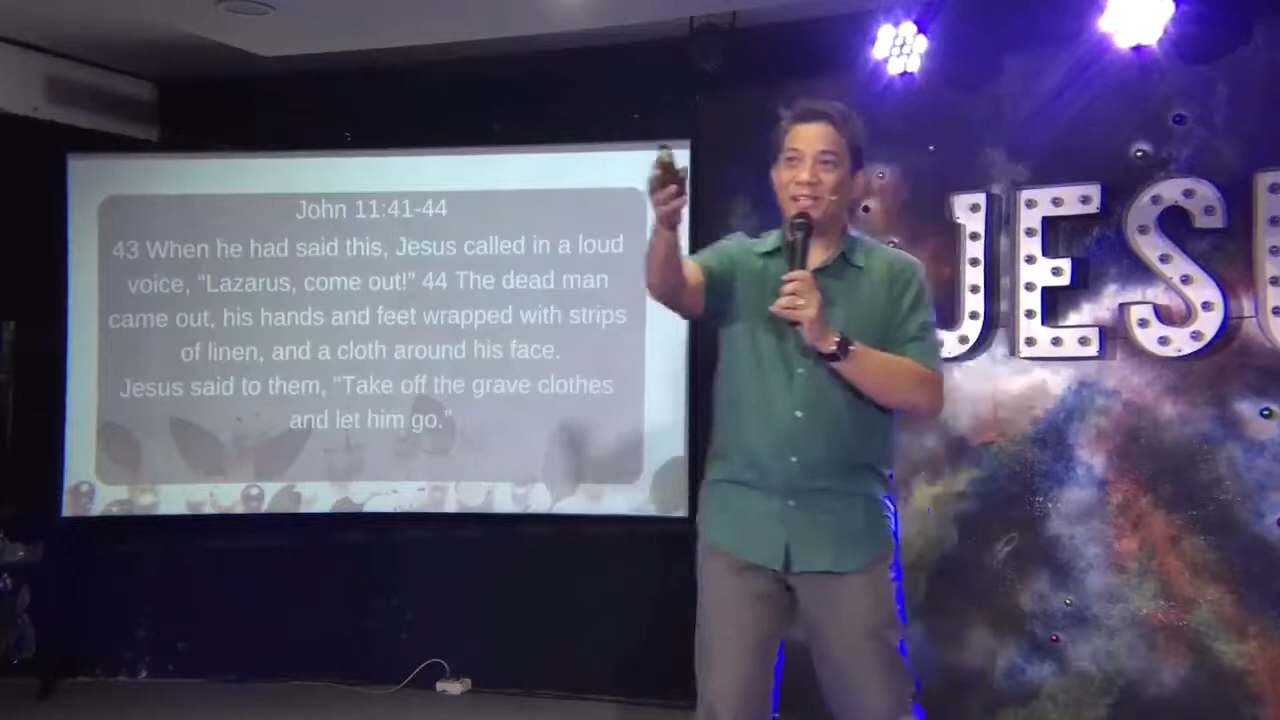 John 11:41-44
43 When he had said this, Jesus called in a loud
voice, “Lazarus, come out!” 44 The dead man
came out, his hands and feet wrapped with strips
of linen, and a cloth around his face.
Jesus said to them, “Take off the grave clothes
and let him go.”
JESU